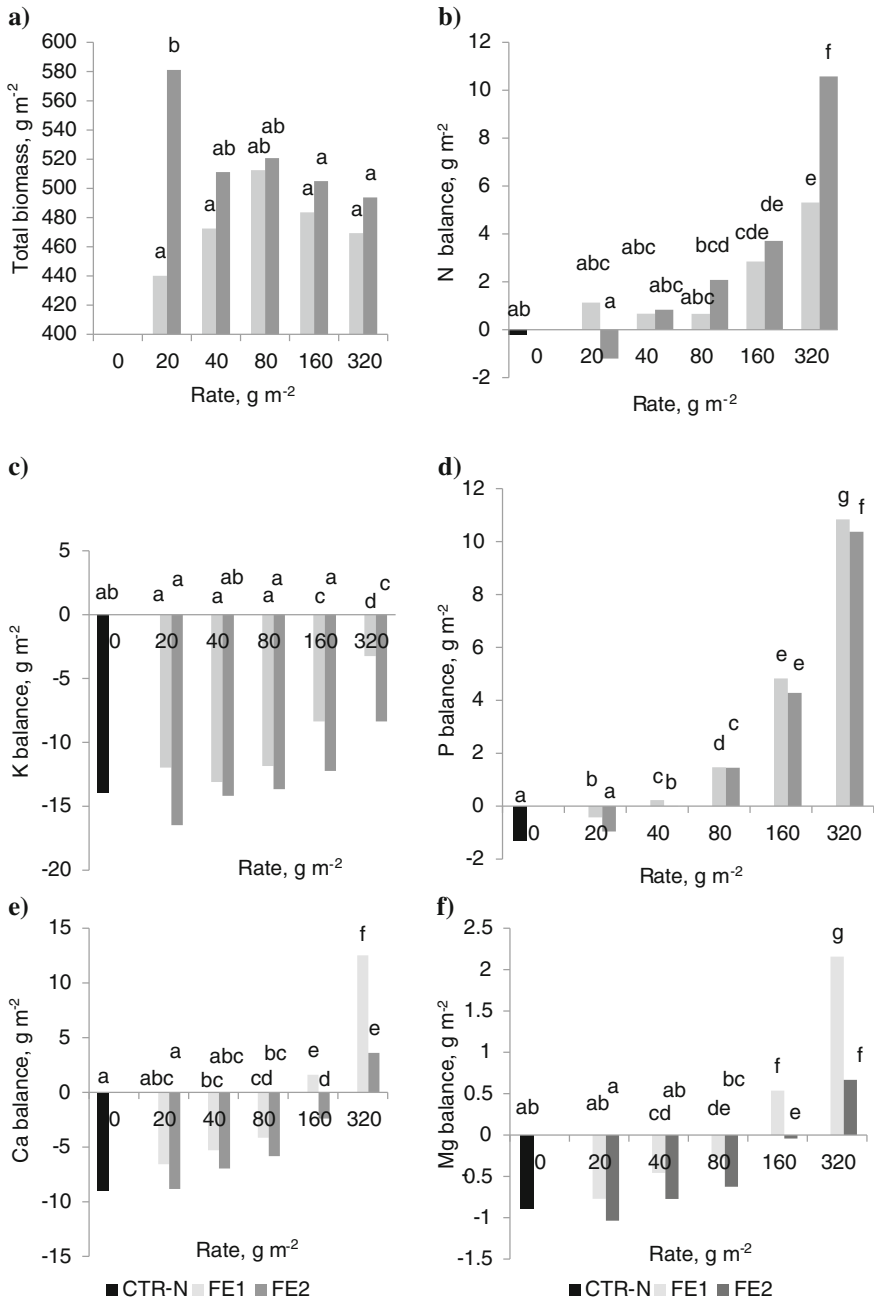 a)
600
580
560
540
520
500
480
460
440
420
400
Total biomass, g m-2
b
ab ab
ab
a a
a a a
a
0 20 40 80 160 320
Rate, g m-2
b)
12
10
8
6
4
2
0
-2
N balance, g m-2
f
e
de
cde
abc abc bcd
abc
ab a abc
0 20 40 80 160 320
Rate, g m-2
c)
5
0
-5
-10
-15
-20
K balance, g m-2
ab a a a ab a a c a d c
0 20 40 80 160 320
Rate, g m-2
d)
12
10
8
6
4
2
0
-2
P balance, g m-2
g f
e e
d c
a b a c b
0 20 40 80 160 320
Rate, g m-2
e)
15
10
5
0
-5
-10
-15
Ca balance, g m-2
f
e
a abc a bc abc cd bc e d
0 20 40 80 160 320
Rate, g m-2
CTR-N FE1 FE2
f)
2.5
2
1.5
1
0.5
0
-0.5
-1
-1.5
Mg balance, g m-2
g
f f
ab ab a cd ab de bc e
0 20 40 80 160 320
Rate, g m-2
CTR-N FE1 FE2